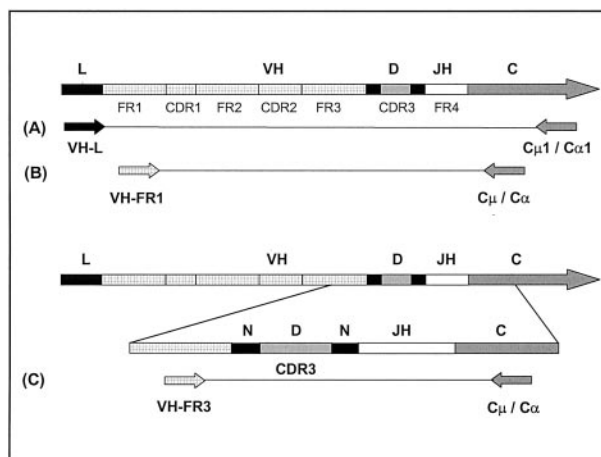 L VH D JH C
FR1 CDR1 FR2 CDR2 FR3 CDR3 FR4
(A)
VH-L Cμ1 / Cα1
(B)
VH-FR1 Cμ / Cα
L VH D JH C
N D N JH C
CDR3
(C)
VH-FR3 Cμ / Cα